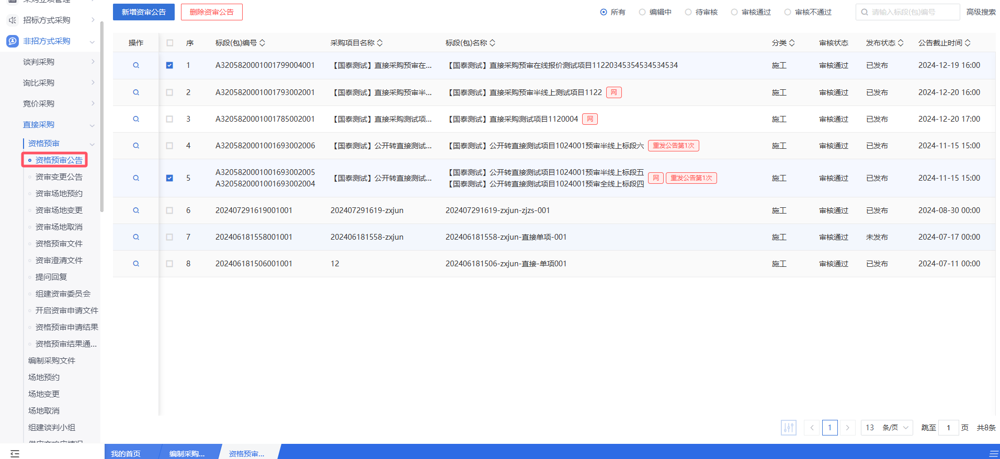 采购立项管理
招标方式采购
非招方式采购
谈判采购
询比采购
竞价采购
直接采购
资格预审
资格预审公告
资审变更公告
资审场地预约
资审场地变更
资审场地取消
资格预审文件
资审澄清文件
提问回复
组建资审委员会
开启资审申请文件
资格预审申请结果
资格预审结果通...
编制采购文件
场地预约
场地变更
场地取消
组建谈判小组
新增资审公告 删除资审公告 所有 编辑中 待审核 审核通过 审核不通过 请输入标段(包)编号 高级搜索
操作 序 标段(包)编号 采购项目名称 标段(包)名称 分类 审核状态 发布状态 公告截止时间
1 A3205820001001799004001 【国泰测试】直接采购预审在... 【国泰测试】直接采购预审在线报价测试项目11220345354534534534 施工 审核通过 已发布 2024-12-19 16:00
2 A3205820001001793002001 【国泰测试】直接采购预审半... 【国泰测试】直接采购预审半线上测试项目1122 网 施工 审核通过 已发布 2024-12-20 16:00
3 A3205820001001785002001 【国泰测试】直接采购测试项... 【国泰测试】直接采购测试项目1120004 网 施工 审核通过 已发布 2024-12-20 17:00
4 A3205820001001693002006 【国泰测试】公开转直接测试... 【国泰测试】公开转直接测试项目1024001预审半线上标段六 重发公告第1次 施工 审核通过 已发布 2024-11-15 15:00
A3205820001001693002005 【国泰测试】公开转直接测试项目1024001预审半线上标段五
5 【国泰测试】公开转直接测试... 网 重发公告第1次 施工 审核通过 已发布 2024-11-15 15:00
A3205820001001693002004 【国泰测试】公开转直接测试项目1024001预审全线上标段四
6 202407291619001001 202407291619-zxjun 202407291619-zxjun-zjzs-001 施工 审核通过 已发布 2024-08-30 00:00
7 202406181558001001 202406181558-zxjun 202406181558-zxjun-直接单项-001 施工 审核通过 未发布 2024-07-17 00:00
8 202406181506001001 12 202406181506-zxjun-直接-单项001 施工 审核通过 已发布 2024-07-11 00:00
1 13 条/页 跳至 1 页 共8条
我的首页 编制采购... 资格预审...